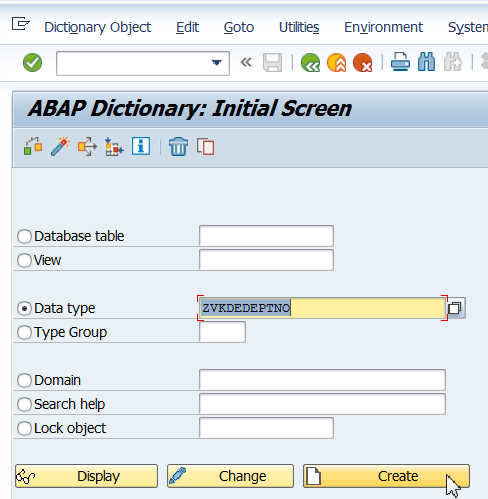 Dictionary Object Edit Goto Utilities Environment System
ABAP Dictionary: Initial Screen
Database table
View
Data type ZVKDEDEPTNO
Type Group
Domain
Search help
Lock object
Display Change Create